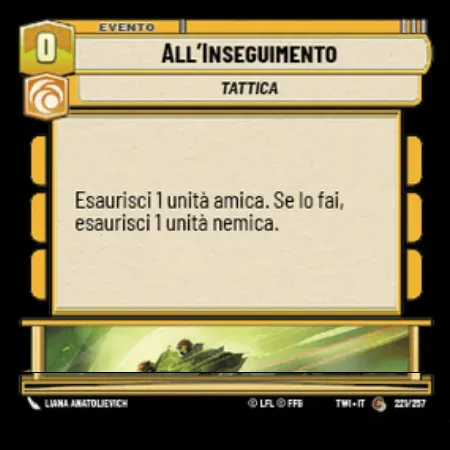 EVENTO
0
ALL'INSEGUIMENTO
TATTICA
Esaurisci 1 unità amica. Se lo fai,
esaurisci 1 unità nemica.
LIANA ANATOLIEVICH
© LFL © FFG
TWI • IT
C
221/257